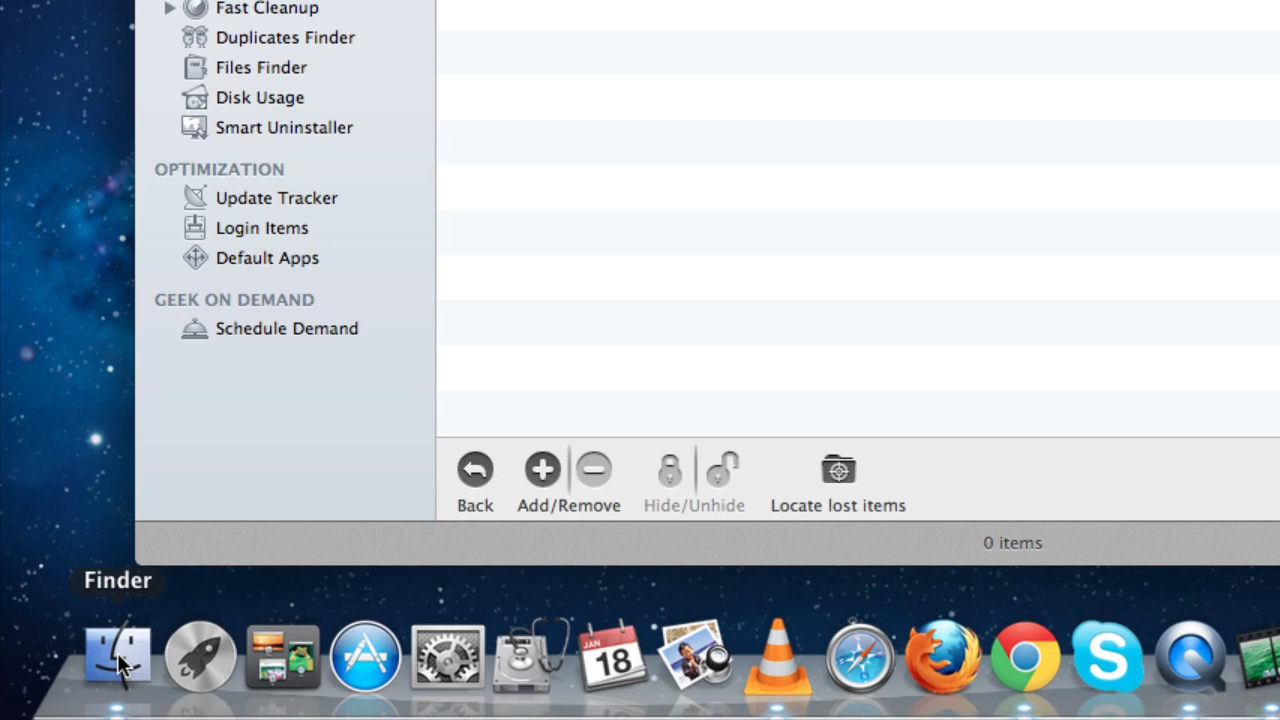 Fast Cleanup
Duplicates Finder
Files Finder
Disk Usage
Smart Uninstaller
OPTIMIZATION
Update Tracker
Login Items
Default Apps
GEEK ON DEMAND
Schedule Demand
Back
Add/Remove
Hide/Unhide
Locate lost items
0 items
Finder
JAN
18